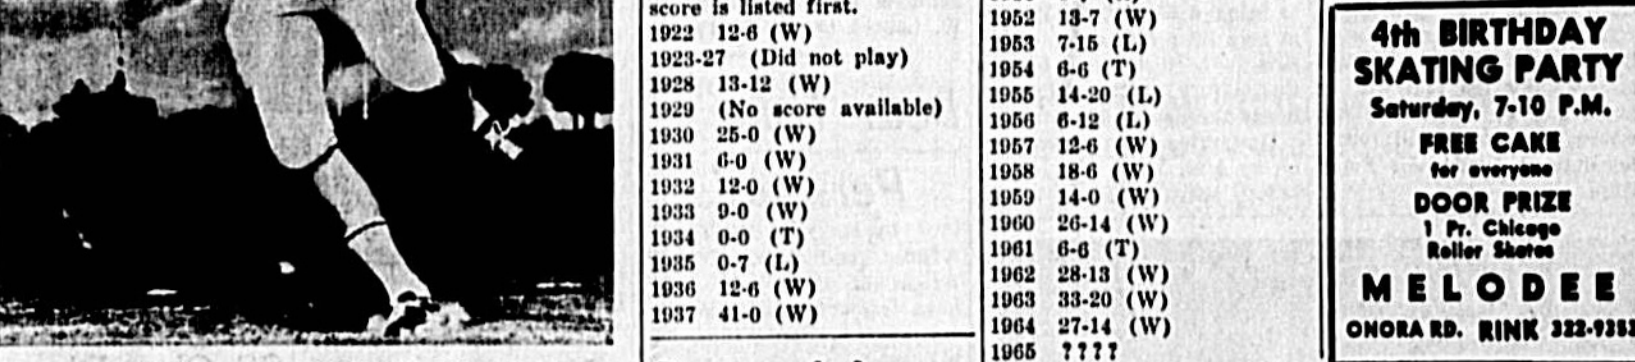 score is listed first.
1922 12-6 (W)
1923-27 (Did not play)
1928 13-12 (W)
1929 (No score available)
1930 25-0 (W)
1931 6-0 (W)
1932 12-0 (W)
1933 9-0 (W)
1934 0-0 (T)
1935 0-7 (L)
1936 12-6 (W)
1937 41-0 (W)
1952 13-7 (W)
1953 7-15 (L)
1954 6-6 (T)
1955 14-20 (L)
1956 6-12 (L)
1957 12-6 (W)
1958 18-6 (W)
1959 14-0 (W)
1960 26-14 (W)
1961 6-6 (T)
1962 28-13 (W)
1963 33-20 (W)
1964 27-14 (W)
1965 ????
4th BIRTHDAY
SKATING PARTY
Saturday, 7-10 P.M.
FREE CAKE
for everyone
DOOR PRIZE
1 Pr. Chicago
Roller Skates
MELODEE
ONORA RD. RINK 322-9353